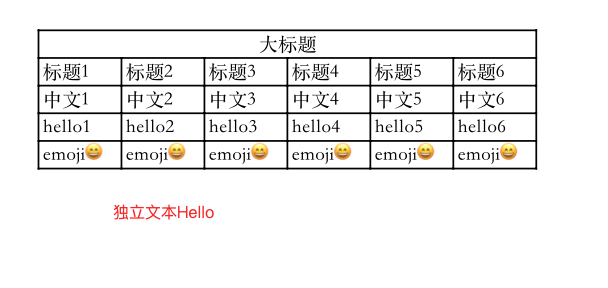 大标题
标题1 标题2 标题3 标题4 标题5 标题6
中文1 中文2 中文3 中文4 中文5 中文6
hello1 hello2 hello3 hello4 hello5 hello6
emoji😄 emoji😄 emoji😄 emoji😄 emoji😄 emoji😄
独立文本Hello